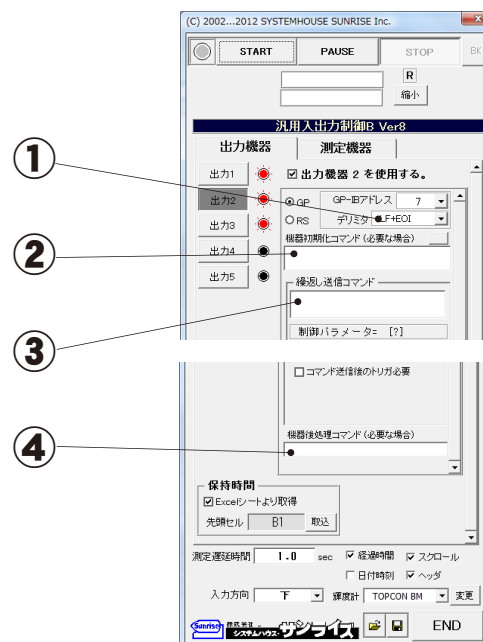 (C) 2002...2012 SYSTEMHOUSE SUNRISE Inc.
START PAUSE STOP BK
R
縮小
汎用入出力制御B Ver8
出力機器 測定機器
① 出力1 出力機器 2 を使用する。
出力2 GP GP-IBアドレス 7
出力3 RS デリミタ LF+EOI
② 機器初期化コマンド(必要な場合)
出力4
出力5 繰返し送信コマンド
③ 制御パラメータ= [?]
コマンド送信後のトリガ必要
④ 機器後処理コマンド(必要な場合)
保持時間
Excelシートより取得
先頭セル B1 取込
測定遅延時間 1.0 sec 経過時間 スクロール
日付時刻 ヘッダ
入力方向 下 輝度計 TOPCON BM 変更
Sunrise システムハウス・サンライズ END